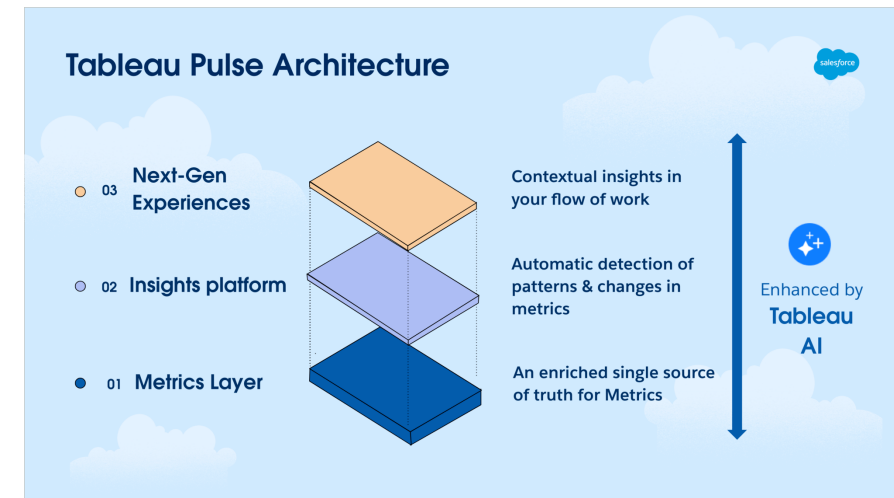 Tableau Pulse Architecture
salesforce
03
Next-Gen
Experiences
Contextual insights in
your flow of work
02
Insights platform
Automatic detection of
patterns & changes in
metrics
01
Metrics Layer
An enriched single source
of truth for Metrics
Enhanced by
Tableau
AI